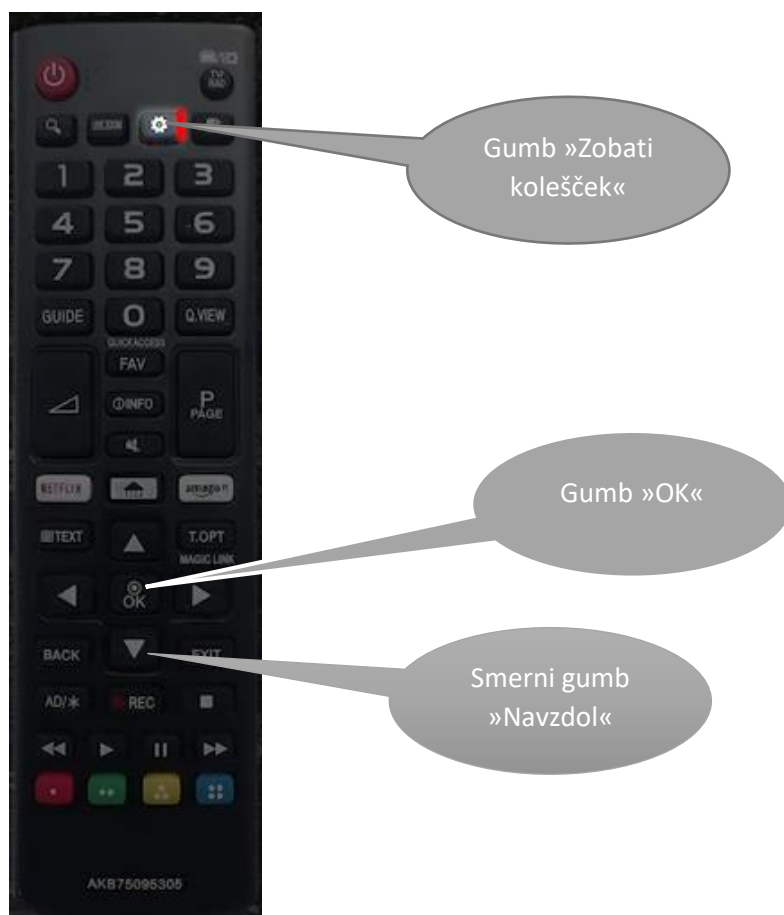 TV/
RAD
Gumb »Zobati
kolešček«
1 2 3
4 5 6
7 8 9
GUIDE 0 Q.VIEW
QUICK ACCESS
FAV
INFO
P
PAGE
NETFLIX amazon
Gumb »OK«
TEXT T.OPT
MAGIC LINK
OK
BACK EXIT
Smerni gumb
»Navzdol«
AD/* REC
AKB75095305